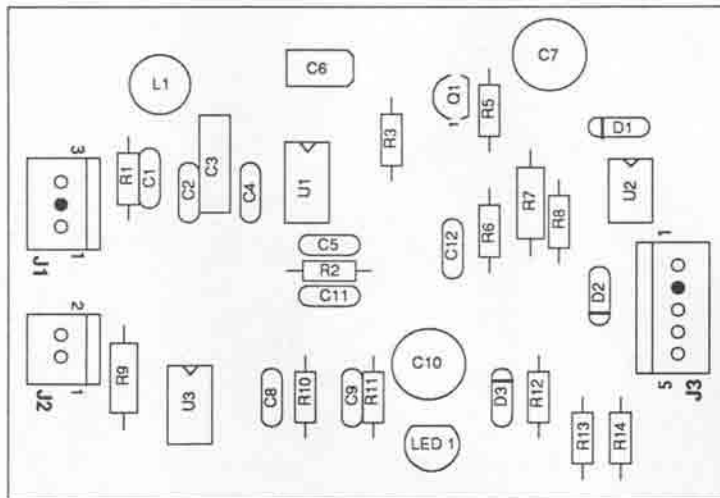 C6
C7
L1
Q1
1
R5
R3
D1
3
R1
C1
C2
C3
C4
U1
U2
R7
R8
1
J1
C12
R6
C5
R2
C11
1
D2
2
1
J2
R9
U3
C8
R10
C9
R11
C10
LED 1
D3
R12
5
J3
R13
R14